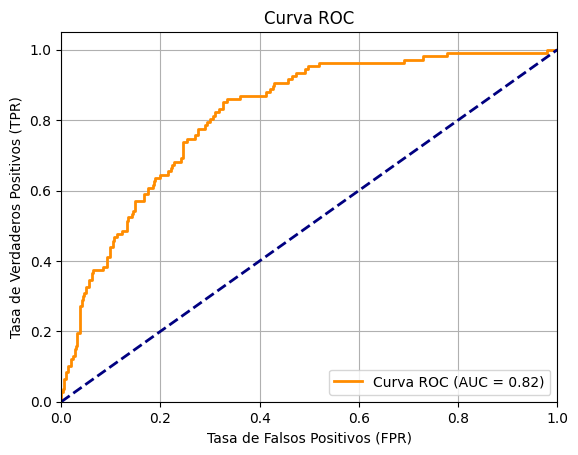 Curva ROC
Tasa de Verdaderos Positivos (TPR)
1.0
0.8
0.6
0.4
0.2
0.0
Curva ROC (AUC = 0.82)
0.0 0.2 0.4 0.6 0.8 1.0
Tasa de Falsos Positivos (FPR)